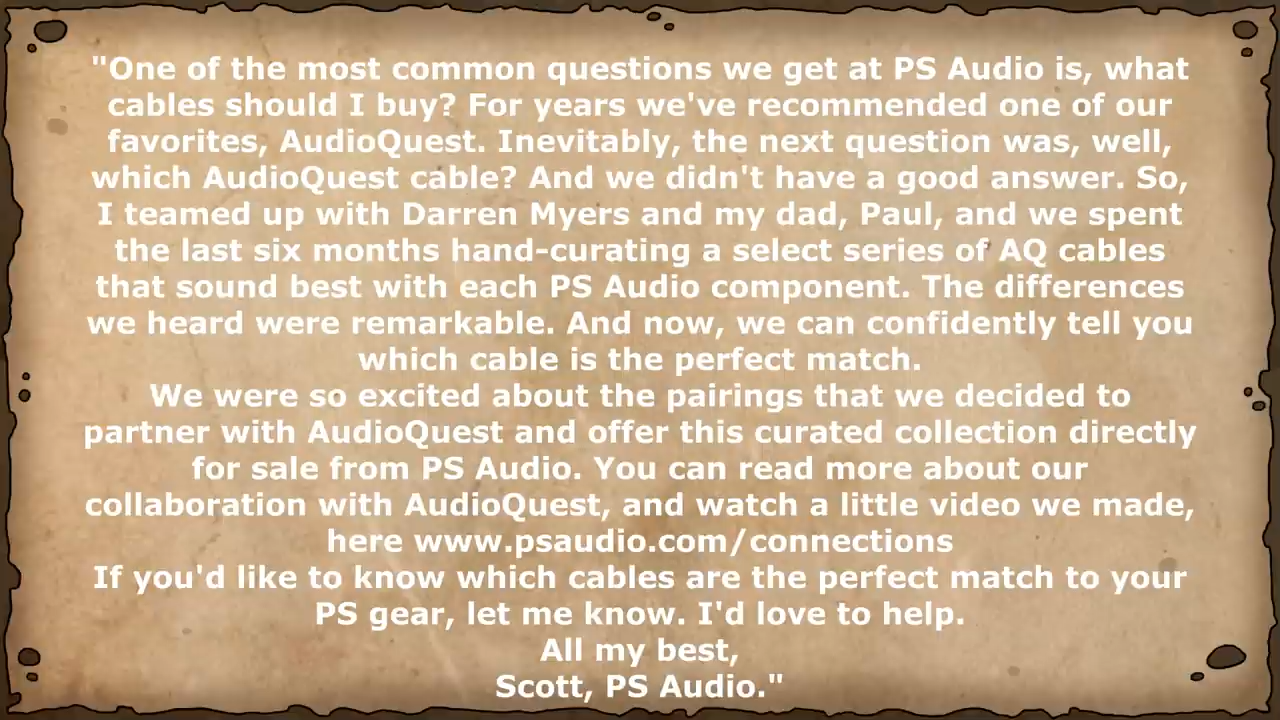 "One of the most common questions we get at PS Audio is, what
cables should I buy? For years we've recommended one of our
favorites, AudioQuest. Inevitably, the next question was, well,
which AudioQuest cable? And we didn't have a good answer. So,
I teamed up with Darren Myers and my dad, Paul, and we spent
the last six months hand-curating a select series of AQ cables
that sound best with each PS Audio component. The differences
we heard were remarkable. And now, we can confidently tell you
which cable is the perfect match.
We were so excited about the pairings that we decided to
partner with AudioQuest and offer this curated collection directly
for sale from PS Audio. You can read more about our
collaboration with AudioQuest, and watch a little video we made,
here www.psaudio.com/connections
If you'd like to know which cables are the perfect match to your
PS gear, let me know. I'd love to help.
All my best,
Scott, PS Audio."